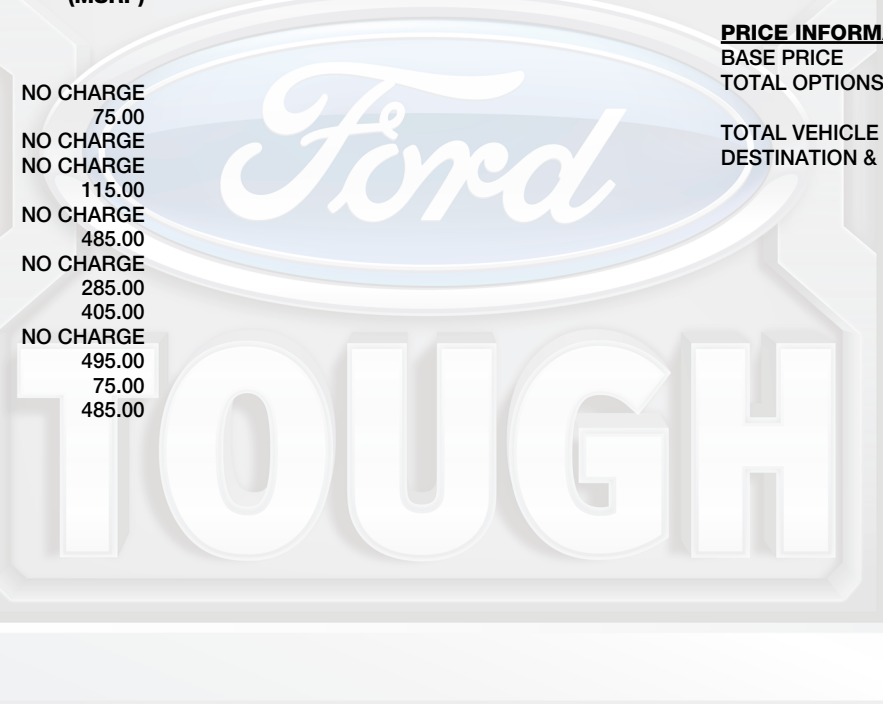 (MSRP)
NO CHARGE
75.00
NO CHARGE
NO CHARGE
115.00
NO CHARGE
485.00
NO CHARGE
285.00
405.00
NO CHARGE
495.00
75.00
485.00
PRICE INFORMA
BASE PRICE
TOTAL OPTIONS
TOTAL VEHICLE
DESTINATION &
Ford
TOUGH